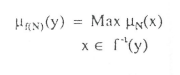 μf(N)(y) = Max μN(x)
x ∈ f⁻¹(y)